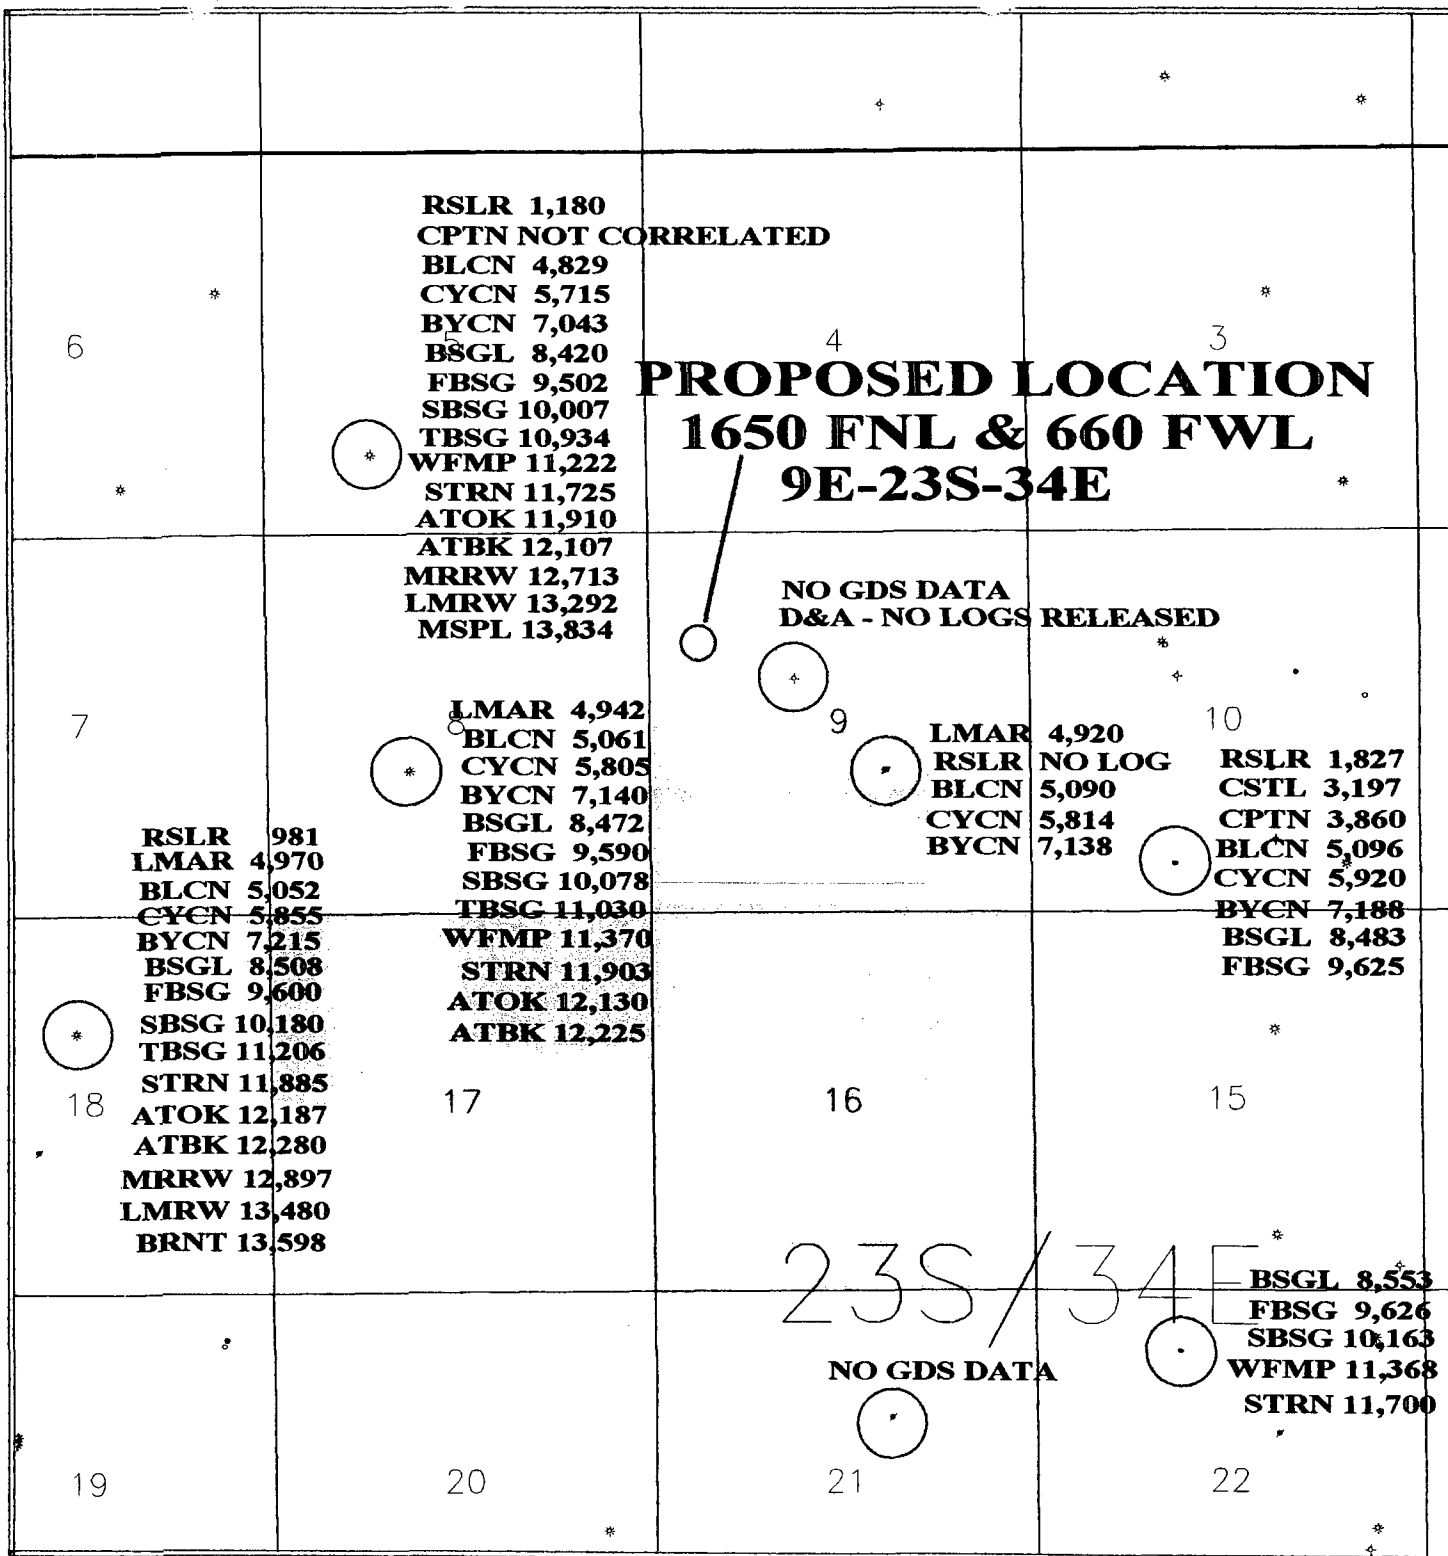 RSLR 1,180
CPTN NOT CORRELATED
BLCN 4,829
CYCN 5,715
BYCN 7,043
BSGL 8,420
FBSG 9,502
SBSG 10,007
TBSG 10,934
WFMP 11,222
STRN 11,725
ATOK 11,910
ATBK 12,107
MRRW 12,713
LMRW 13,292
MSPL 13,834
6
5
4
3
PROPOSED LOCATION
1650 FNL & 660 FWL
9E-23S-34E
NO GDS DATA
D&A - NO LOGS RELEASED
7
8
9
10
LMAR 4,942
BLCN 5,061
CYCN 5,805
BYCN 7,140
BSGL 8,472
FBSG 9,590
SBSG 10,078
TBSG 11,030
WFMP 11,370
STRN 11,903
ATOK 12,130
ATBK 12,225
LMAR 4,920
RSLR NO LOG
BLCN 5,090
CYCN 5,814
BYCN 7,138
RSLR 1,827
CSTL 3,197
CPTN 3,860
BLCN 5,096
CYCN 5,920
BYCN 7,188
BSGL 8,483
FBSG 9,625
RSLR 981
LMAR 4,970
BLCN 5,052
CYCN 5,855
BYCN 7,215
BSGL 8,508
FBSG 9,600
SBSG 10,180
TBSG 11,206
STRN 11,885
ATOK 12,187
ATBK 12,280
MRRW 12,897
LMRW 13,480
BRNT 13,598
18
17
16
15
23S/34E
BSGL 8,553
FBSG 9,626
SBSG 10,163
WFMP 11,368
STRN 11,700
NO GDS DATA
19
20
21
22